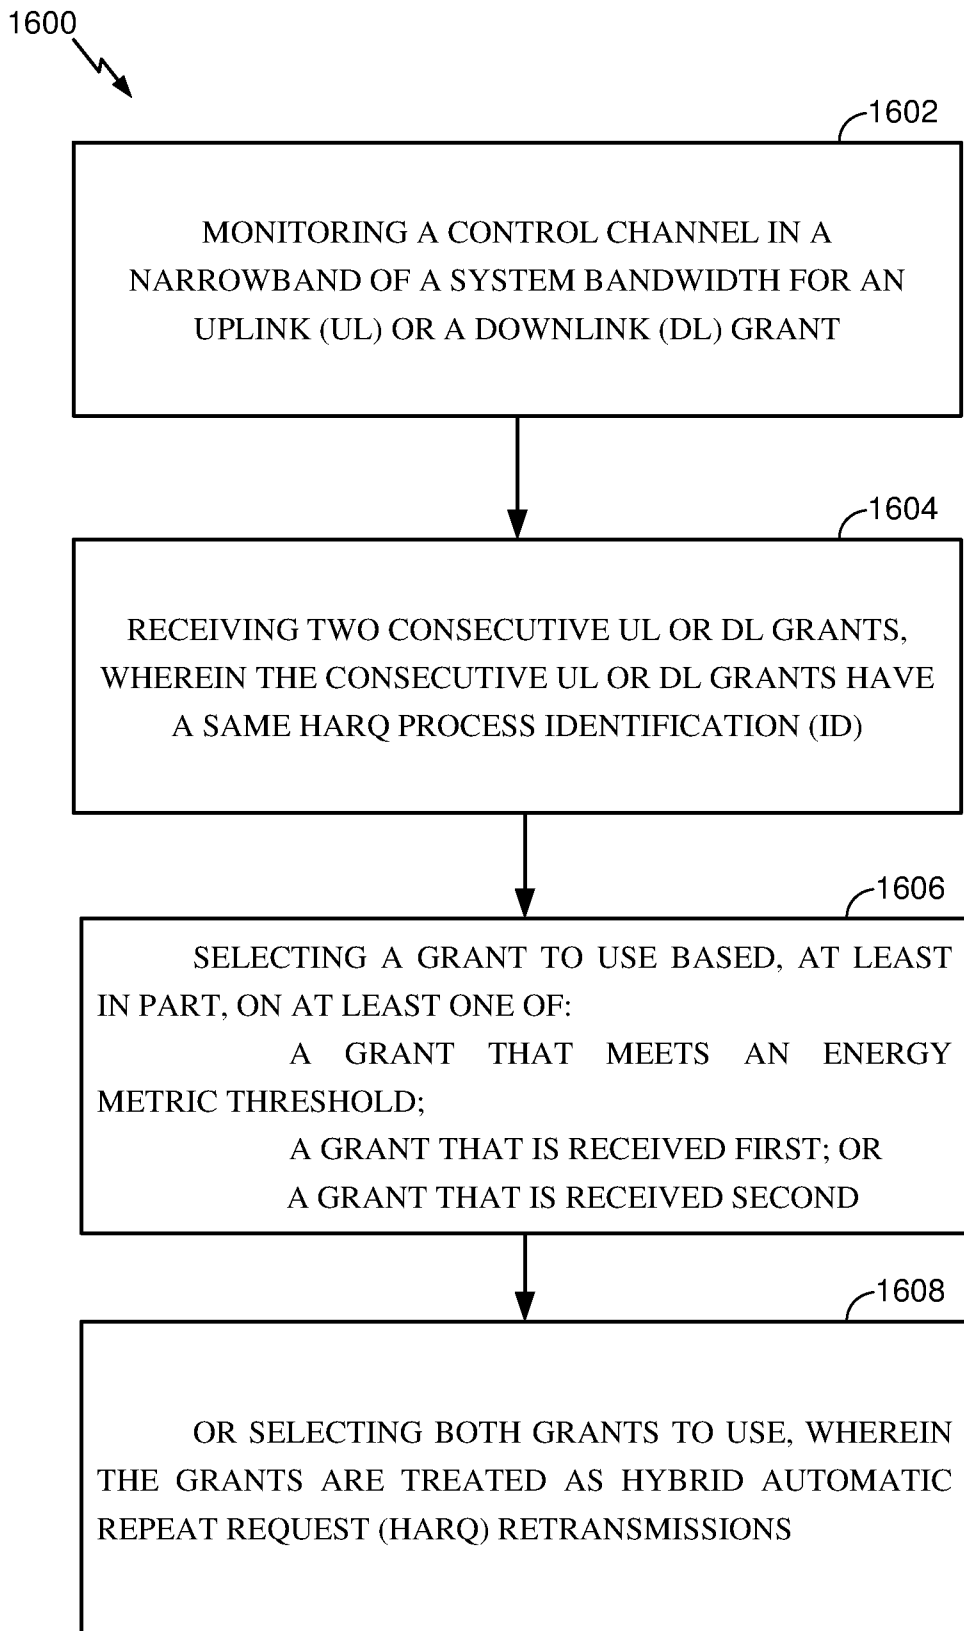 1600
1602
MONITORING A CONTROL CHANNEL IN A
NARROWBAND OF A SYSTEM BANDWIDTH FOR AN
UPLINK (UL) OR A DOWNLINK (DL) GRANT
1604
RECEIVING TWO CONSECUTIVE UL OR DL GRANTS,
WHEREIN THE CONSECUTIVE UL OR DL GRANTS HAVE
A SAME HARQ PROCESS IDENTIFICATION (ID)
1606
SELECTING A GRANT TO USE BASED, AT LEAST
IN PART, ON AT LEAST ONE OF:
A GRANT THAT MEETS AN ENERGY
METRIC THRESHOLD;
A GRANT THAT IS RECEIVED FIRST; OR
A GRANT THAT IS RECEIVED SECOND
1608
OR SELECTING BOTH GRANTS TO USE, WHEREIN
THE GRANTS ARE TREATED AS HYBRID AUTOMATIC
REPEAT REQUEST (HARQ) RETRANSMISSIONS